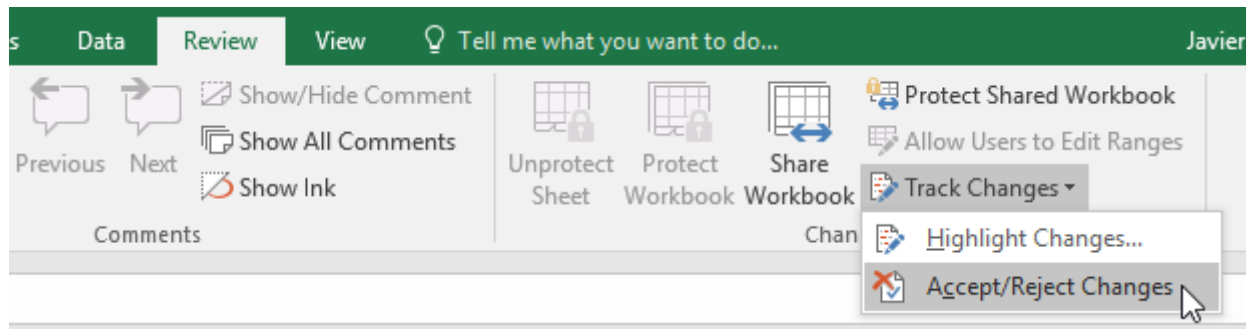 s Data Review View Tell me what you want to do... Javier
Previous Next
Show/Hide Comment
Show All Comments
Show Ink
Comments
Unprotect
Sheet
Protect
Workbook
Share
Workbook
Protect Shared Workbook
Allow Users to Edit Ranges
Track Changes
Chan
Highlight Changes...
Accept/Reject Changes